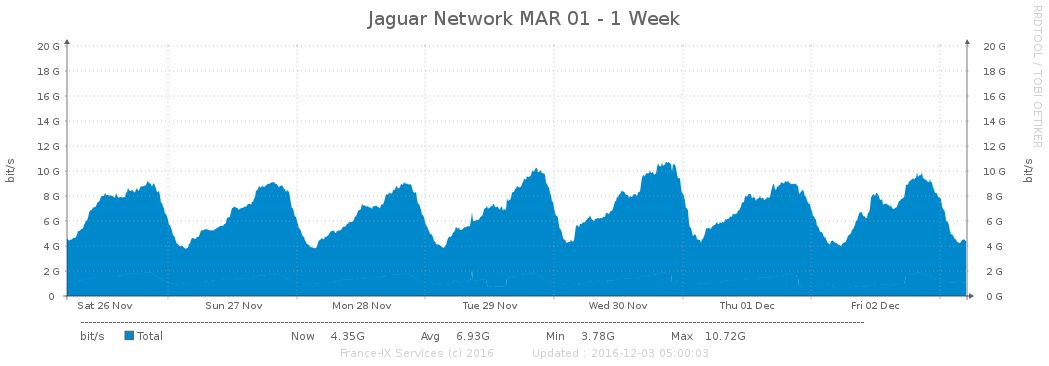 Jaguar Network MAR 01 - 1 Week
RRDTOOL / TOBI OETIKER
bit/s
20 G 20 G
18 G 18 G
16 G 16 G
14 G 14 G
12 G 12 G
10 G 10 G
8 G 8 G
6 G 6 G
4 G 4 G
2 G 2 G
0 0 G
bit/s
Sat 26 Nov Sun 27 Nov Mon 28 Nov Tue 29 Nov Wed 30 Nov Thu 01 Dec Fri 02 Dec
bit/s Total Now 4.35G Avg 6.93G Min 3.78G Max 10.72G
France-IX Services (c) 2016 Updated : 2016-12-03 05:00:03